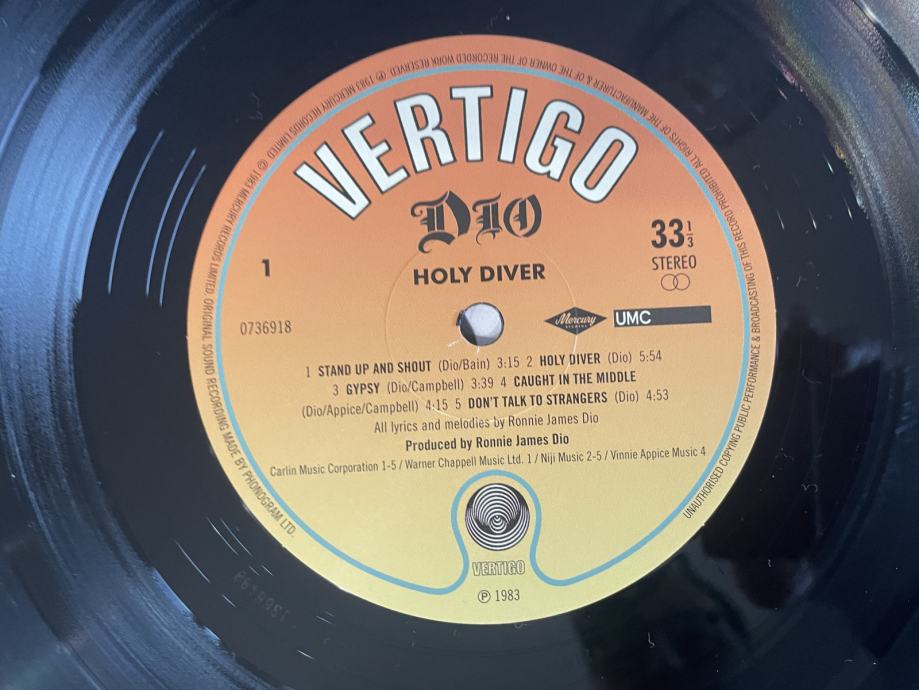 VERTIGO
DIO
HOLY DIVER
1
33 1/3
STEREO
0736918
Mercury
RECORDS
UMC
1 STAND UP AND SHOUT (Dio/Bain) 3:15 2 HOLY DIVER (Dio) 5:54
3 GYPSY (Dio/Campbell) 3:39 4 CAUGHT IN THE MIDDLE
(Dio/Appice/Campbell) 4:15 5 DON'T TALK TO STRANGERS (Dio) 4:53
All lyrics and melodies by Ronnie James Dio
Produced by Ronnie James Dio
Carlin Music Corporation 1-5 / Warner Chappell Music Ltd. 1 / Niji Music 2-5 / Vinnie Appice Music 4
VERTIGO
℗ 1983
℗ 1983 MERCURY RECORDS LIMITED. © 1983 MERCURY RECORDS LIMITED. ORIGINAL SOUND RECORDING MADE BY PHONOGRAM LTD.
ALL RIGHTS OF THE MANUFACTURER & OF THE OWNER OF THE RECORDED WORK RESERVED.
UNAUTHORISED COPYING PUBLIC PERFORMANCE & BROADCASTING OF THIS RECORD PROHIBITED